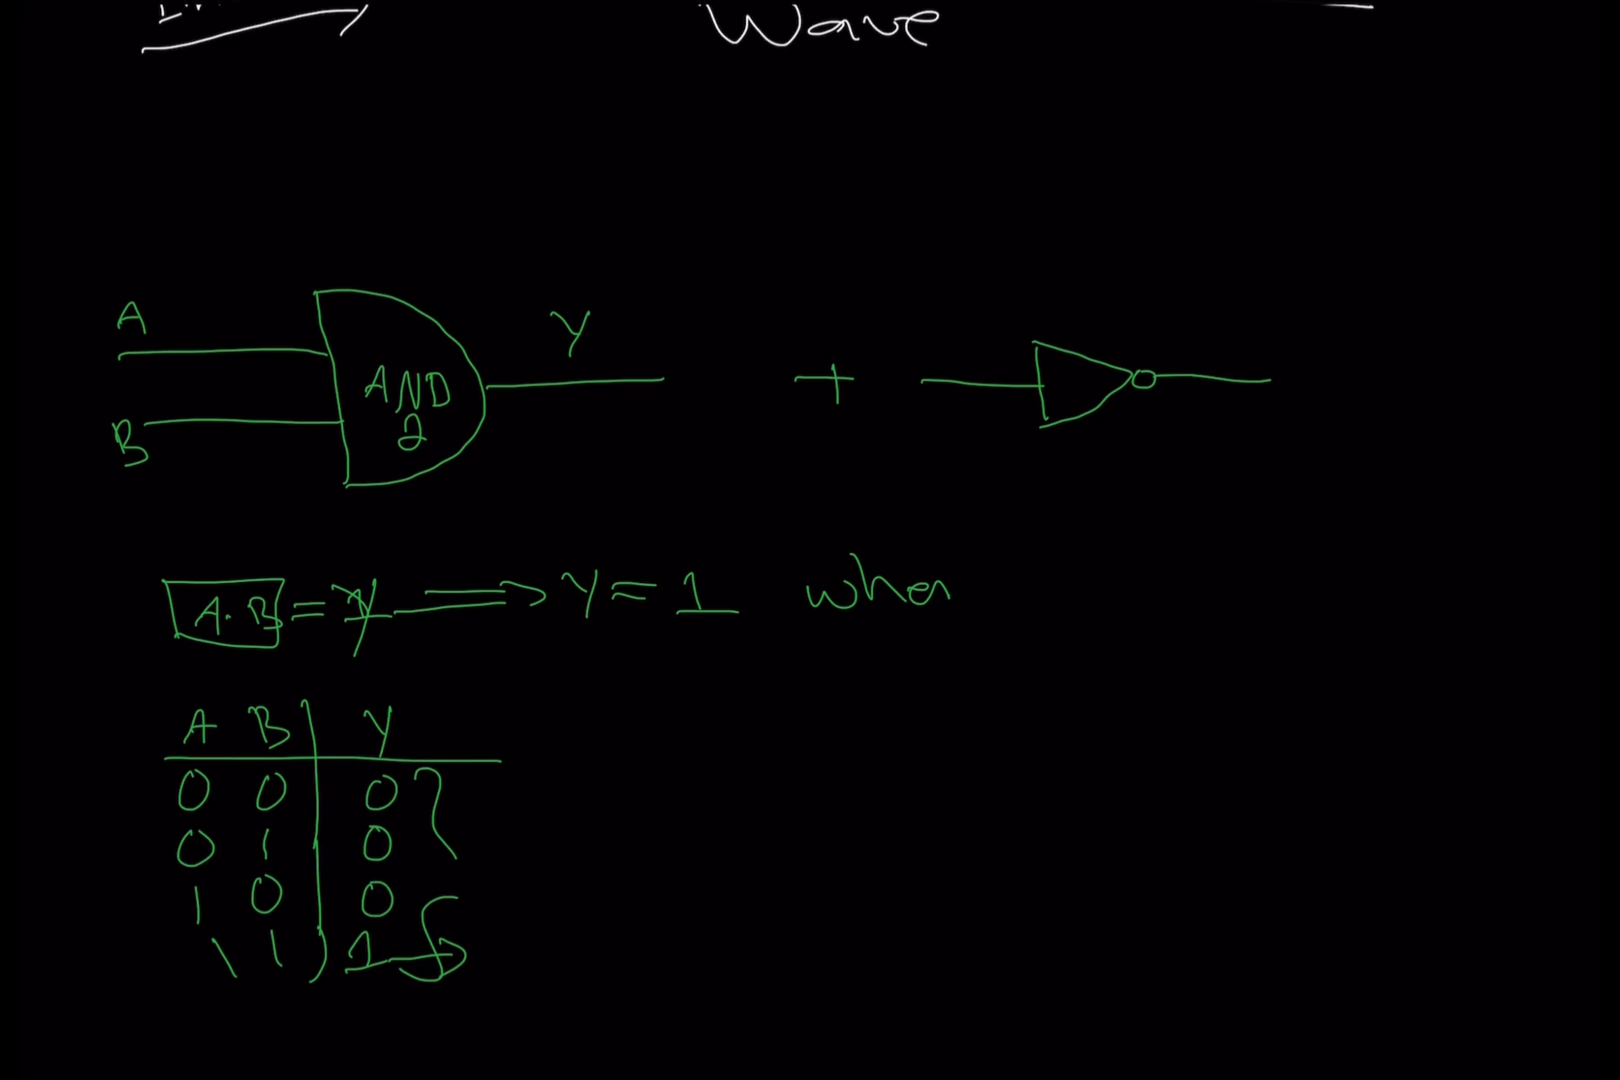 Wave
A
Y
AND
+
2
B
A.B = Y ⟹ Y = 1 when
A B Y
0 0 0
0 1 0
1 0 0
1 1 1